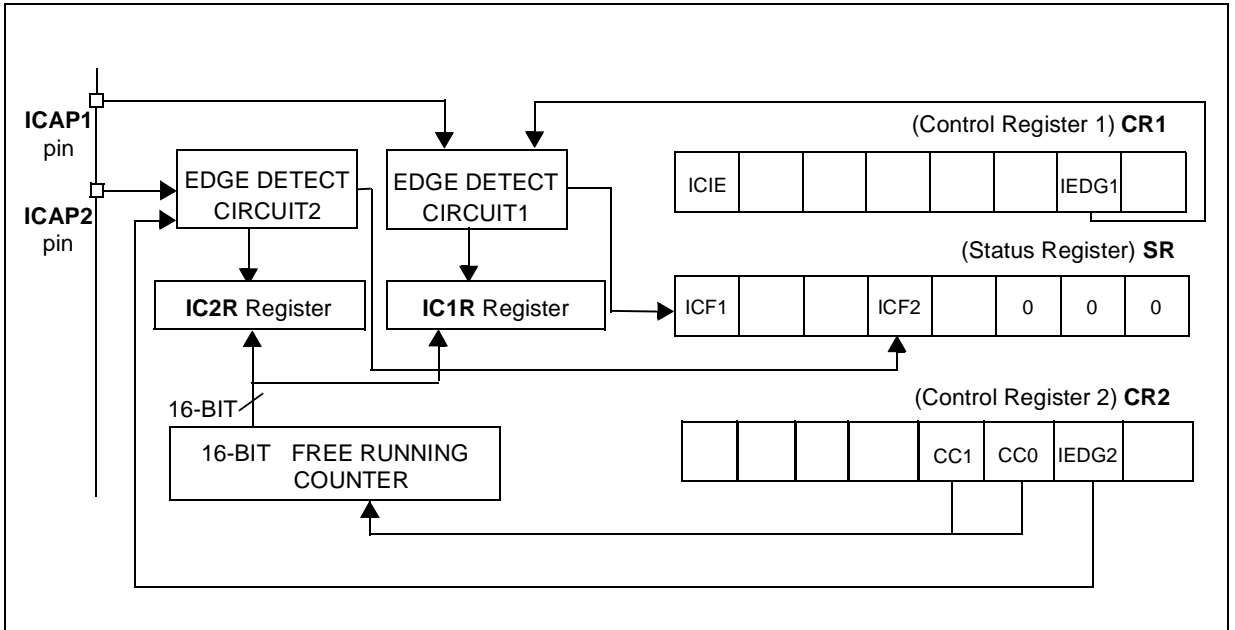 ICAP1
pin
ICAP2
pin
EDGE DETECT
CIRCUIT2
EDGE DETECT
CIRCUIT1
IC2R Register
IC1R Register
16-BIT
16-BIT FREE RUNNING
COUNTER
(Control Register 1) CR1
ICIE IEDG1
(Status Register) SR
ICF1 ICF2 0 0 0
(Control Register 2) CR2
CC1 CC0 IEDG2